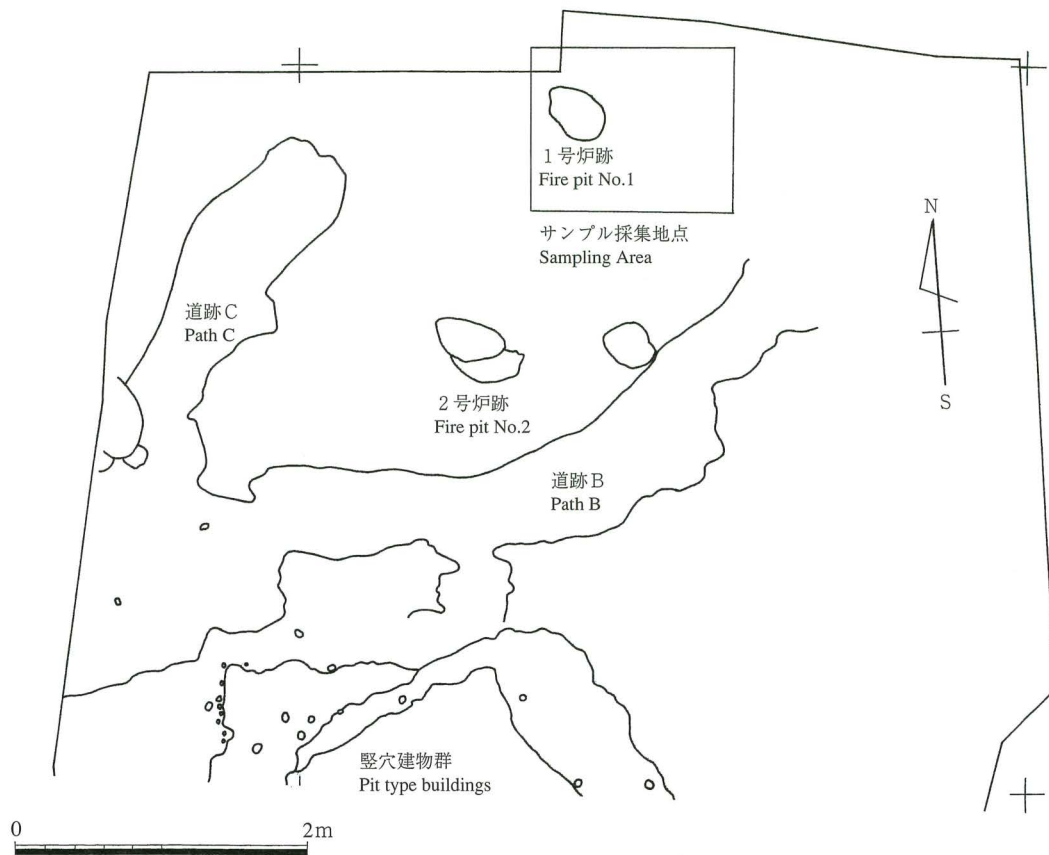 １号炉跡
Fire pit No.1
サンプル採集地点
Sampling Area
N
S
道跡C
Path C
２号炉跡
Fire pit No.2
道跡B
Path B
竪穴建物群
Pit type buildings
0
2m